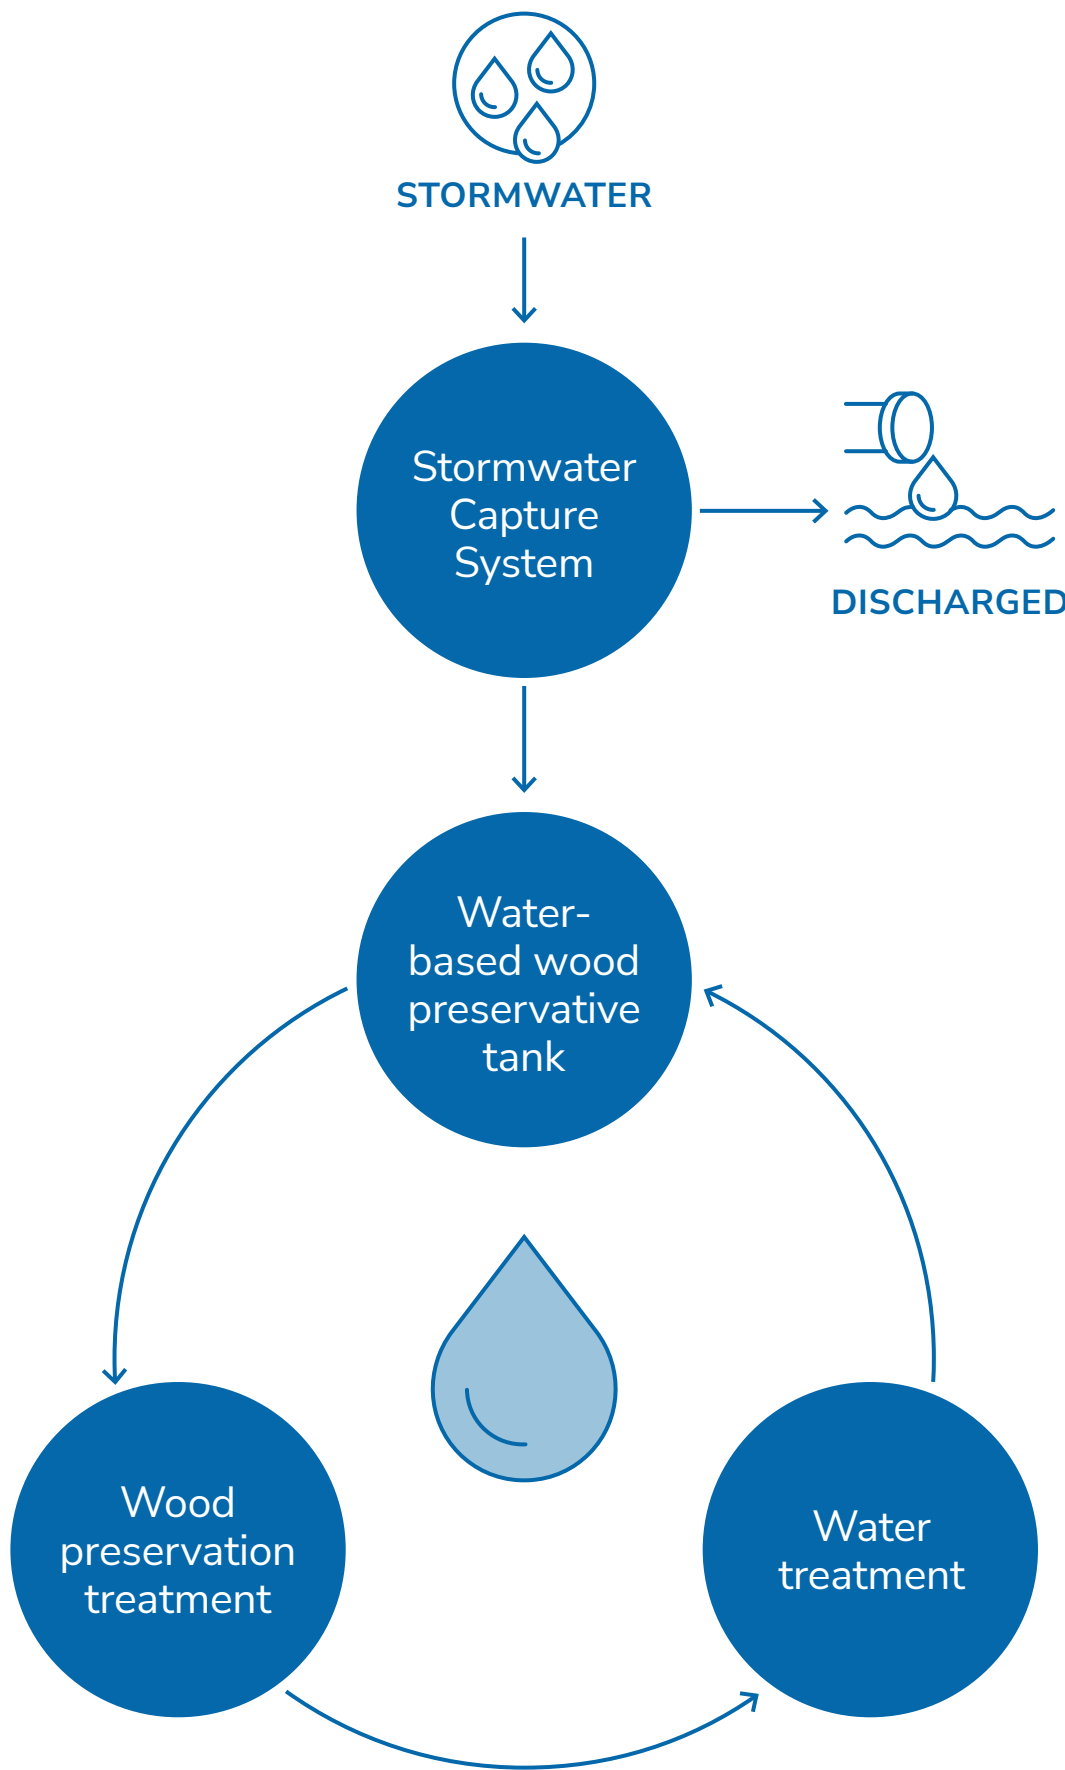 STORMWATER
Stormwater
Capture
System
DISCHARGED
Water-
based wood
preservative
tank
Wood
preservation
treatment
Water
treatment